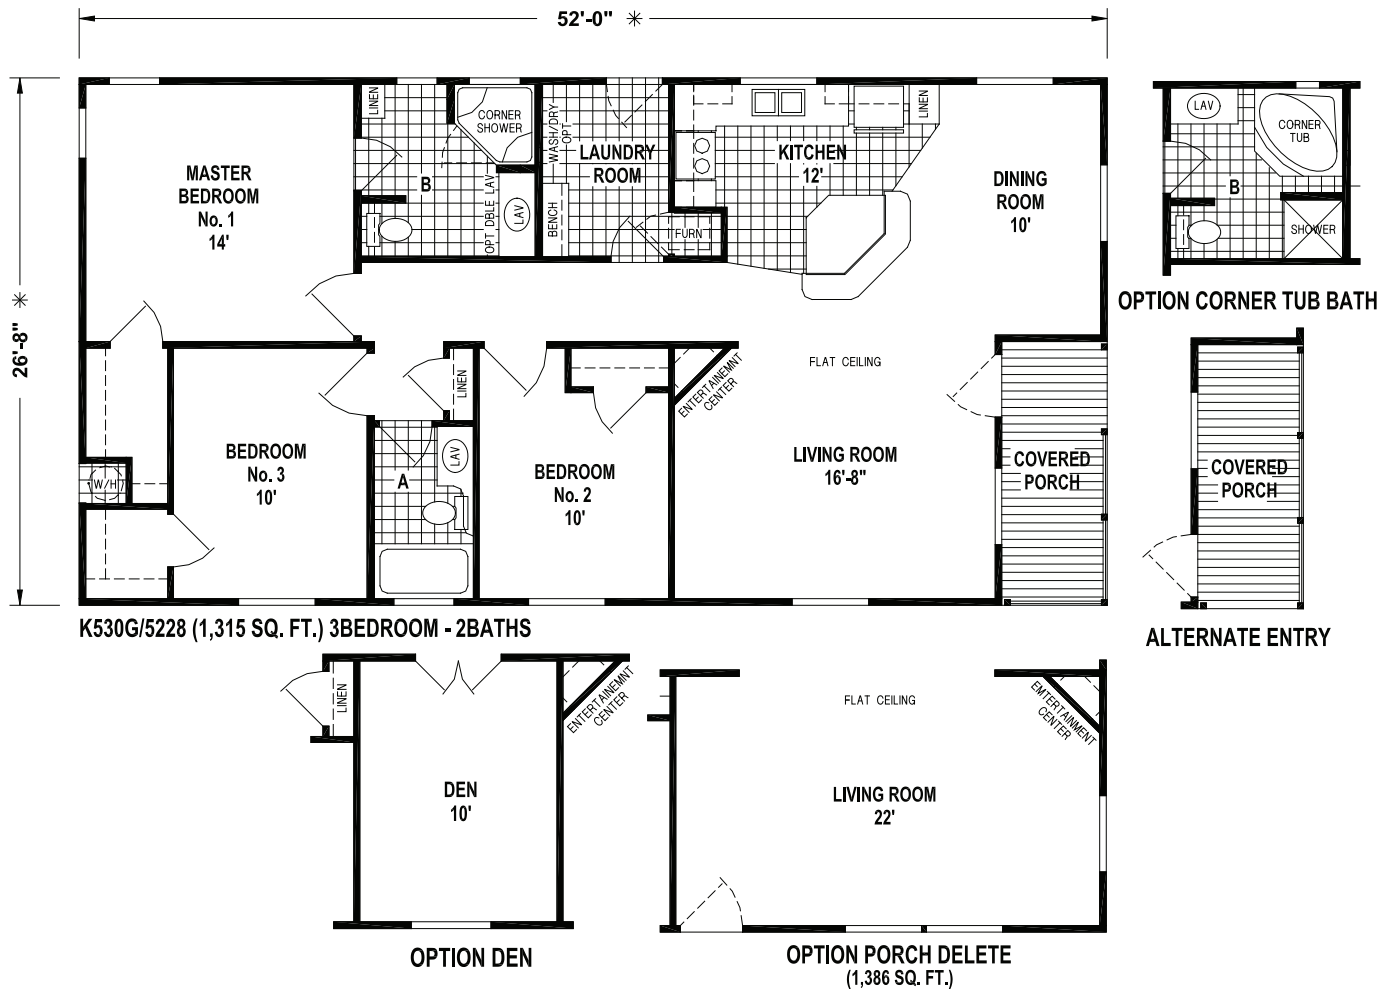 52'-0" ✳
26'-8" ✳
MASTER
BEDROOM
No. 1
14'
LINEN
B
CORNER
SHOWER
OPT DBLE LAV
LAV
WASH/DRY
OPT
BENCH
LAUNDRY
ROOM
FURN
KITCHEN
12'
LINEN
DINING
ROOM
10'
W/H
BEDROOM
No. 3
10'
LINEN
LAV
A
BEDROOM
No. 2
10'
ENTERTAINEMNT
CENTER
FLAT CEILING
LIVING ROOM
16'-8"
COVERED
PORCH
K530G/5228 (1,315 SQ. FT.) 3BEDROOM - 2BATHS
LAV
CORNER
TUB
B
SHOWER
OPTION CORNER TUB BATH
COVERED
PORCH
ALTERNATE ENTRY
LINEN
DEN
10'
ENTERTAINEMNT
CENTER
OPTION DEN
FLAT CEILING
EMTERTAINMENT
CENTER
LIVING ROOM
22'
OPTION PORCH DELETE
(1,386 SQ. FT.)